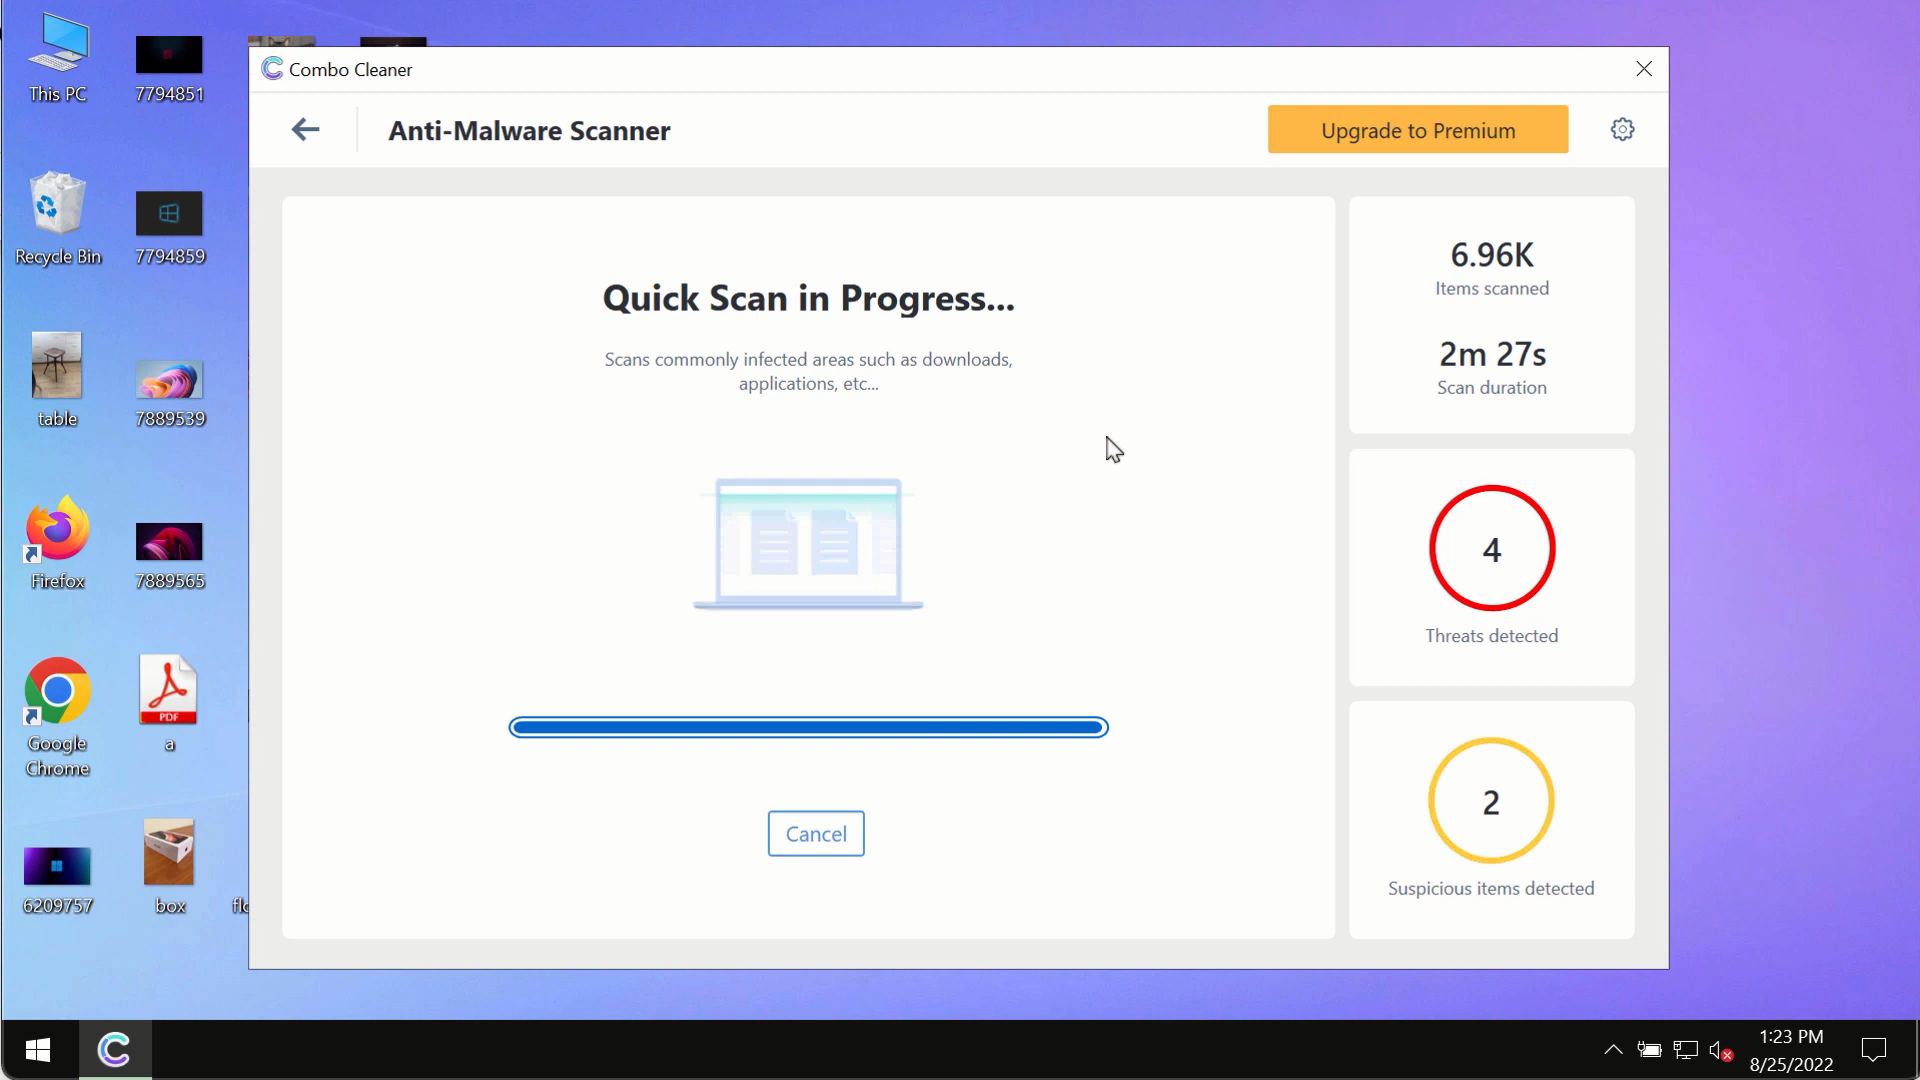 This PC
7794851
Recycle Bin
7794859
table
7889539
Firefox
7889565
Google
Chrome
PDF
a
6209757
box
Combo Cleaner
Anti-Malware Scanner
Upgrade to Premium
Quick Scan in Progress...
Scans commonly infected areas such as downloads,
applications, etc...
Cancel
6.96K
Items scanned
2m 27s
Scan duration
4
Threats detected
2
Suspicious items detected
1:23 PM
8/25/2022